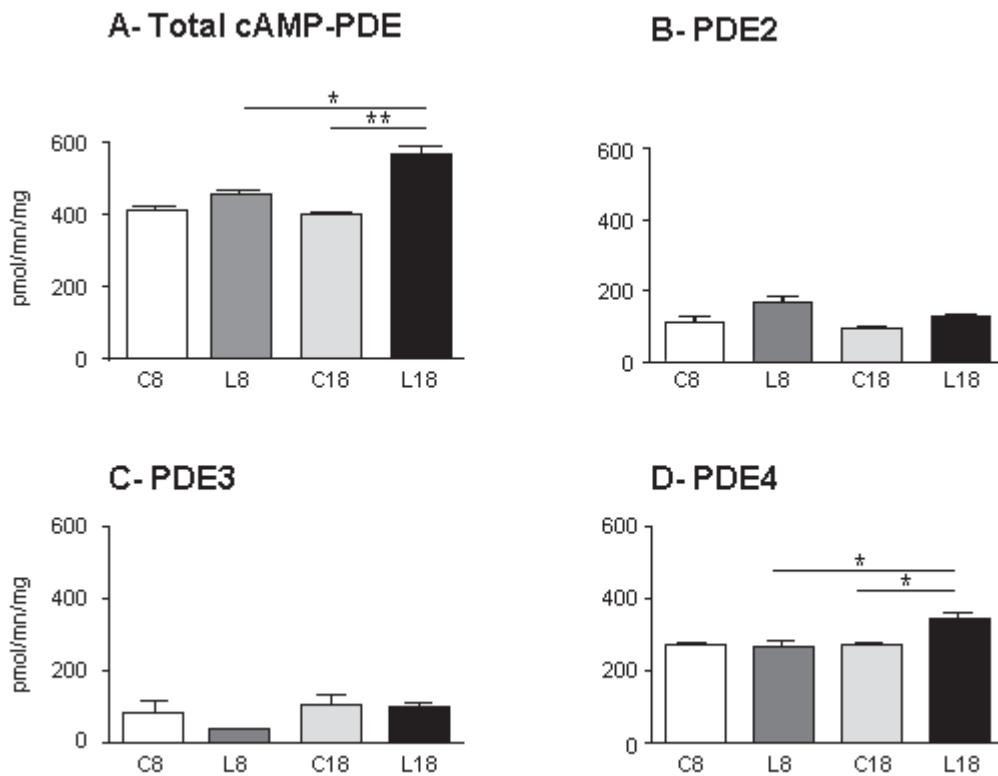 A- Total cAMP-PDE
pmol/mn/mg
600
400
200
0
*
**
C8 L8 C18 L18
B- PDE2
600
400
200
0
C8 L8 C18 L18
C- PDE3
pmol/mn/mg
600
400
200
0
C8 L8 C18 L18
D- PDE4
600
400
200
0
*
*
C8 L8 C18 L18